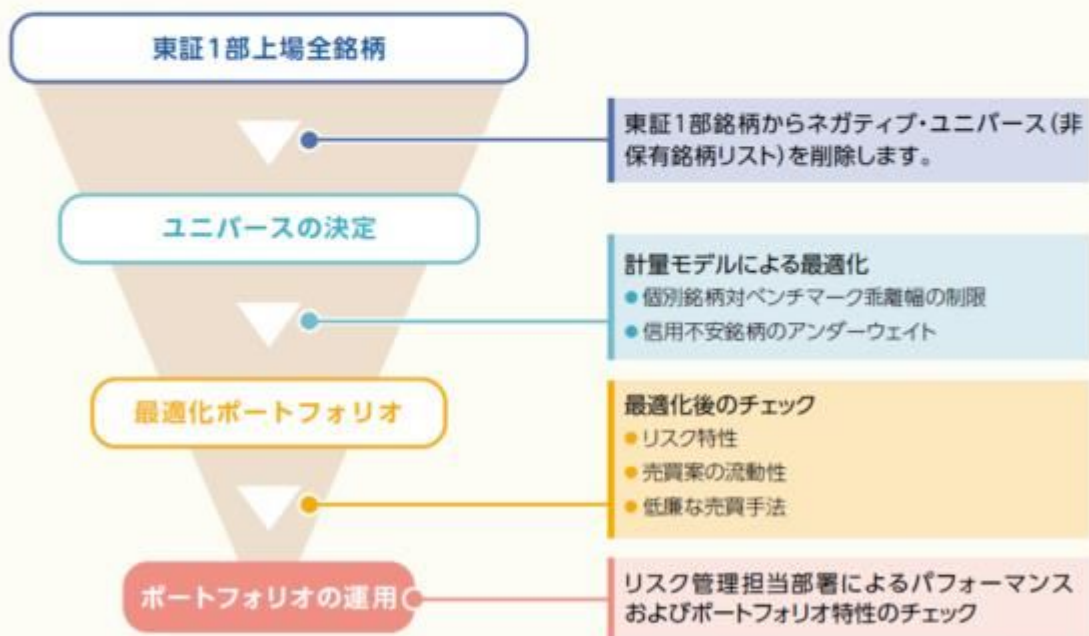 東証1部上場全銘柄
東証1部銘柄からネガティブ・ユニバース(非
保有銘柄リスト)を削除します。
ユニバースの決定
計量モデルによる最適化
●個別銘柄対ベンチマーク乖離幅の制限
●信用不安銘柄のアンダーウェイト
最適化ポートフォリオ
最適化後のチェック
●リスク特性
●売買案の流動性
●低廉な売買手法
ポートフォリオの運用
リスク管理担当部署によるパフォーマンス
およびポートフォリオ特性のチェック